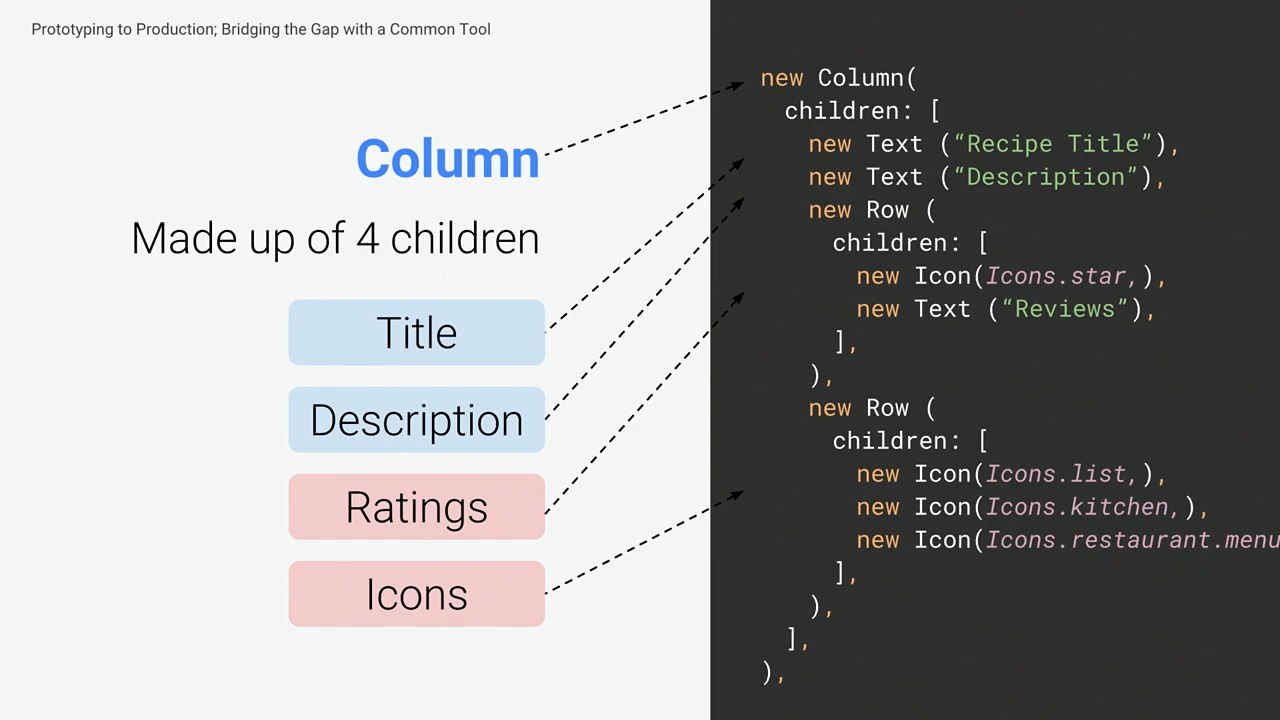 Prototyping to Production; Bridging the Gap with a Common Tool
Column
Made up of 4 children
Title
Description
Ratings
Icons
new Column(
children: [
new Text (“Recipe Title”),
new Text (“Description”),
new Row (
children: [
new Icon(Icons.star,),
new Text (“Reviews”),
],
),
new Row (
children: [
new Icon(Icons.list,),
new Icon(Icons.kitchen,),
new Icon(Icons.restaurant.menu
],
),
],
),